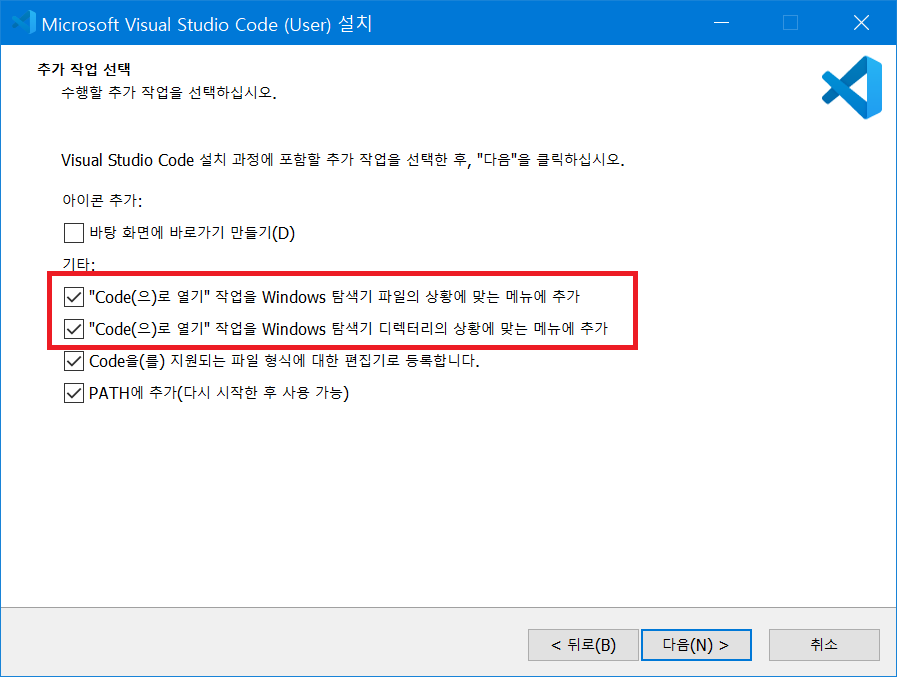 Microsoft Visual Studio Code (User) 설치
추가 작업 선택
수행할 추가 작업을 선택하십시오.
Visual Studio Code 설치 과정에 포함할 추가 작업을 선택한 후, "다음"을 클릭하십시오.
아이콘 추가:
바탕 화면에 바로가기 만들기(D)
기타:
"Code(으)로 열기" 작업을 Windows 탐색기 파일의 상황에 맞는 메뉴에 추가
"Code(으)로 열기" 작업을 Windows 탐색기 디렉터리의 상황에 맞는 메뉴에 추가
Code을(를) 지원되는 파일 형식에 대한 편집기로 등록합니다.
PATH에 추가(다시 시작한 후 사용 가능)
< 뒤로(B) 다음(N) > 취소